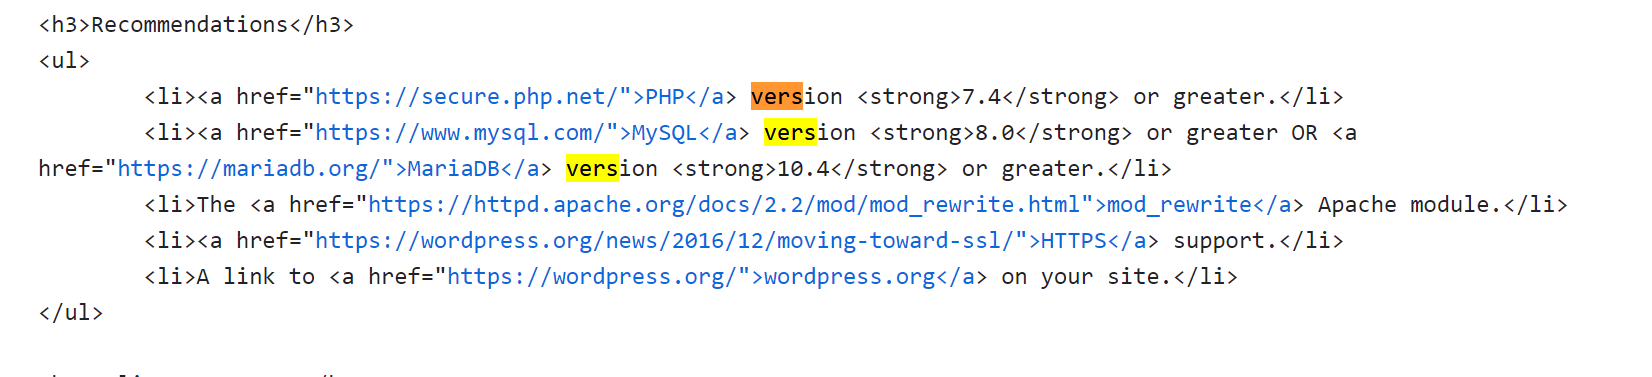 <h3>Recommendations</h3>
<ul>
<li><a href="https://secure.php.net/">PHP</a> version <strong>7.4</strong> or greater.</li>
<li><a href="https://www.mysql.com/">MySQL</a> version <strong>8.0</strong> or greater OR <a
href="https://mariadb.org/">MariaDB</a> version <strong>10.4</strong> or greater.</li>
<li>The <a href="https://httpd.apache.org/docs/2.2/mod/mod_rewrite.html">mod_rewrite</a> Apache module.</li>
<li><a href="https://wordpress.org/news/2016/12/moving-toward-ssl/">HTTPS</a> support.</li>
<li>A link to <a href="https://wordpress.org/">wordpress.org</a> on your site.</li>
</ul>